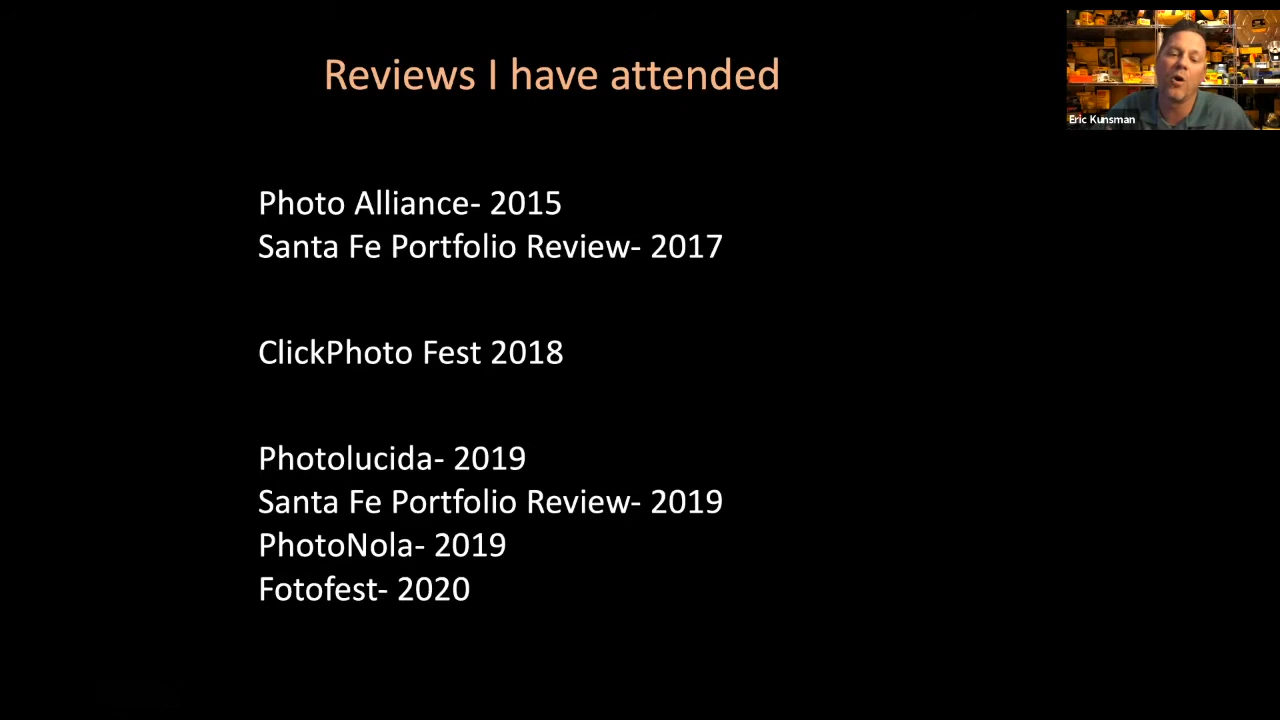 Reviews I have attended
Eric Kunsman
Photo Alliance- 2015
Santa Fe Portfolio Review- 2017
ClickPhoto Fest 2018
Photolucida- 2019
Santa Fe Portfolio Review- 2019
PhotoNola- 2019
Fotofest- 2020